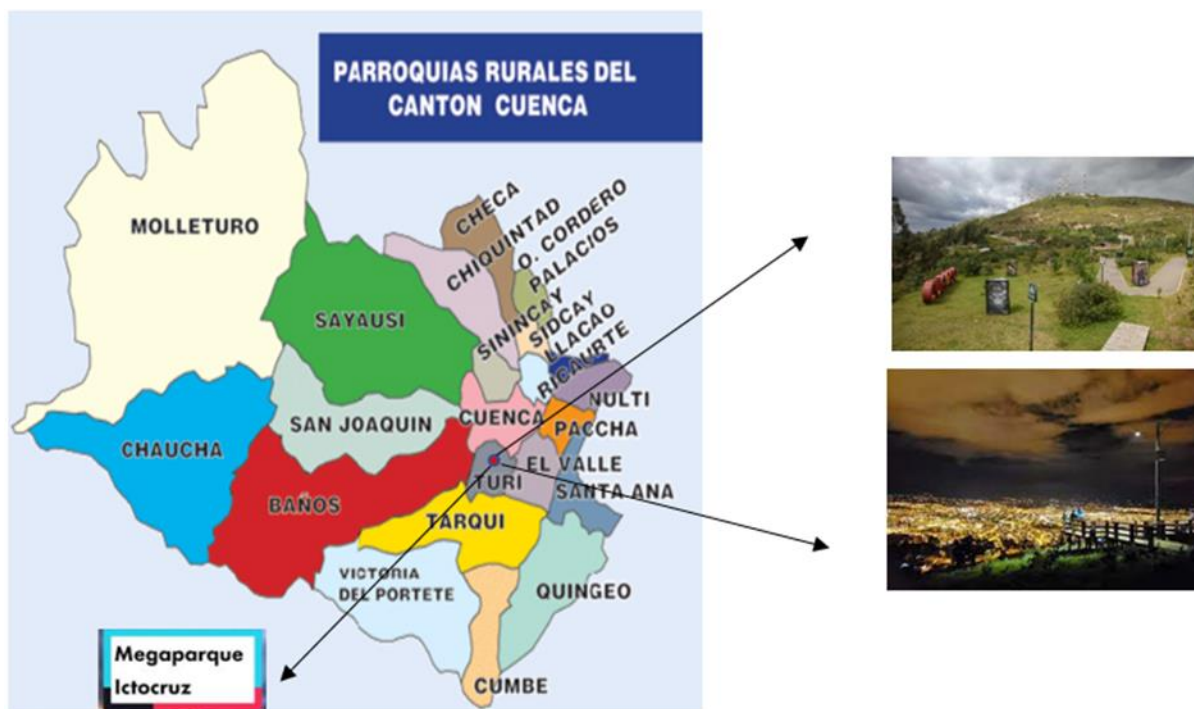 PARROQUIAS RURALES DEL
CANTON CUENCA
MOLLETURO
CHECA
CHIQUINTAD
O. CORDERO
PALACIOS
SAYAUSI
SININCAY
SIDCAY
LLACAO
RICAURTE
NULTI
SAN JOAQUIN
CUENCA
PACCHA
CHAUCHA
EL VALLE
TURI
SANTA ANA
BAÑOS
TARQUI
VICTORIA
DEL PORTETE
QUINGEO
CUMBE
Megaparque
Ictocruz